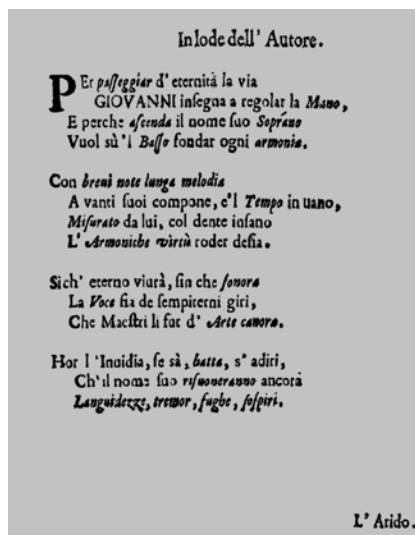 In lode dell' Autore.
PEr paſſeggiar d' eternità la via
GIOVANNI inſegna a regolar la Mano,
E perche aſcenda il nome ſuo Sopráno
Vuol sù 'l Baſſo fondar ogni armonia.
Con breui note lunga melodia
A vanti ſuoi compone, e'l Tempo in uano,
Miſurato da lui, col dente inſano
L' Armoniche virtù roder deſia.
Sich' eterno viurà, fin che ſonora
La Voce ſia de ſempiterni giri,
Che Maeſtri li fur d' Arte canora.
Hor l 'Inuidia, ſe sà, batta, s' adiri,
Ch'il nome ſuo riſuoneranno ancorà
Languidezze, tremor, fughe, ſoſpiri.
L' Arido.